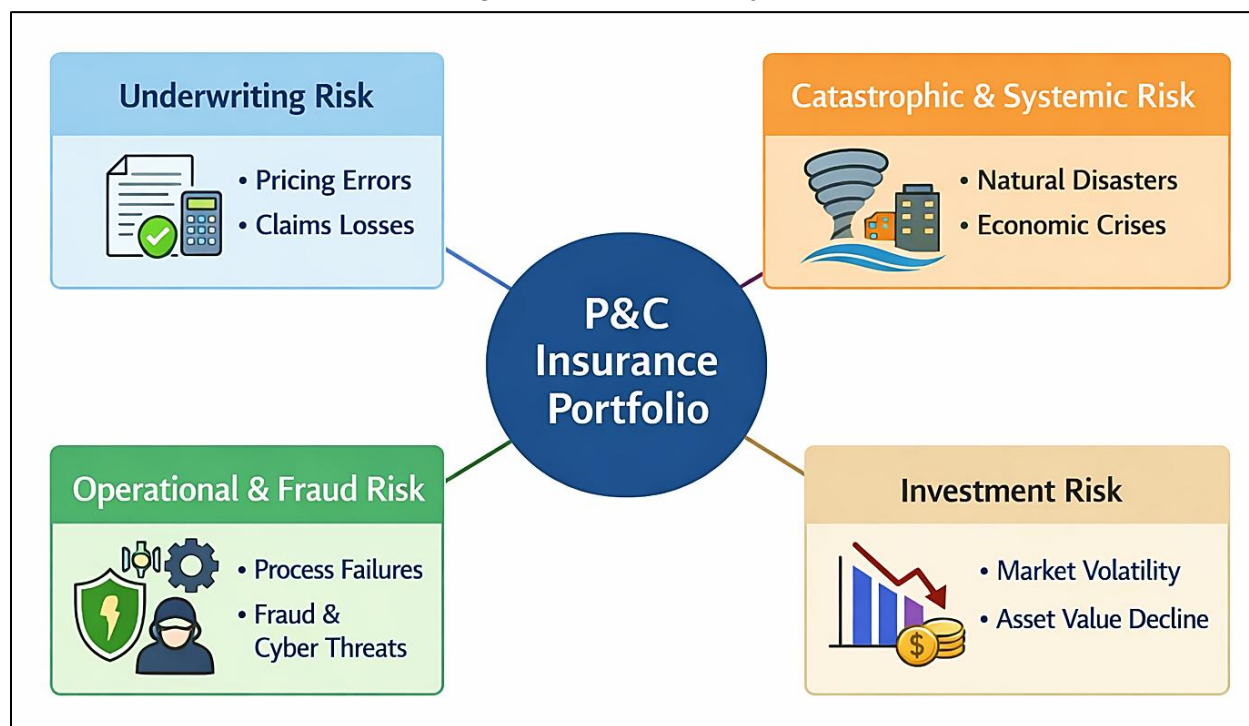 Underwriting Risk
• Pricing Errors
• Claims Losses
Catastrophic & Systemic Risk
• Natural Disasters
• Economic Crises
P&C
Insurance
Portfolio
Operational & Fraud Risk
• Process Failures
• Fraud &
Cyber Threats
Investment Risk
• Market Volatility
• Asset Value Decline
$